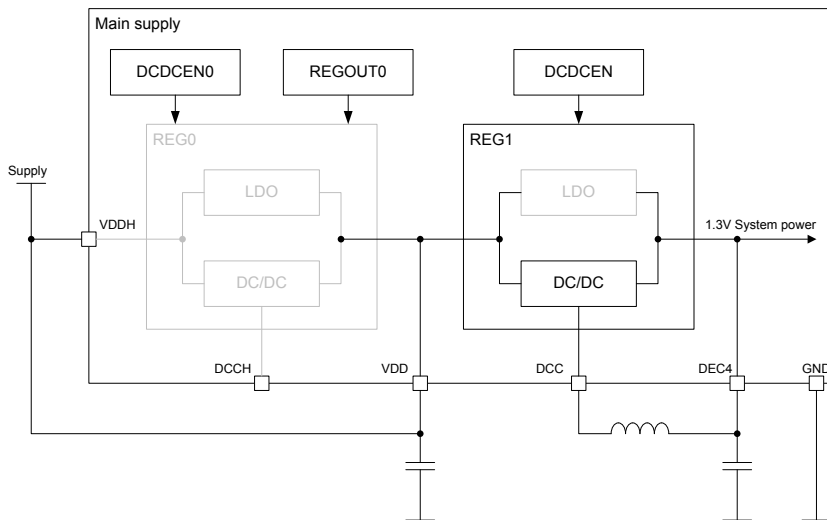 Main supply
DCDCEN0
REGOUT0
DCDCEN
REG0
REG1
Supply
LDO
LDO
VDDH
1.3V System power
DC/DC
DC/DC
DCCH
VDD
DCC
DEC4
GND